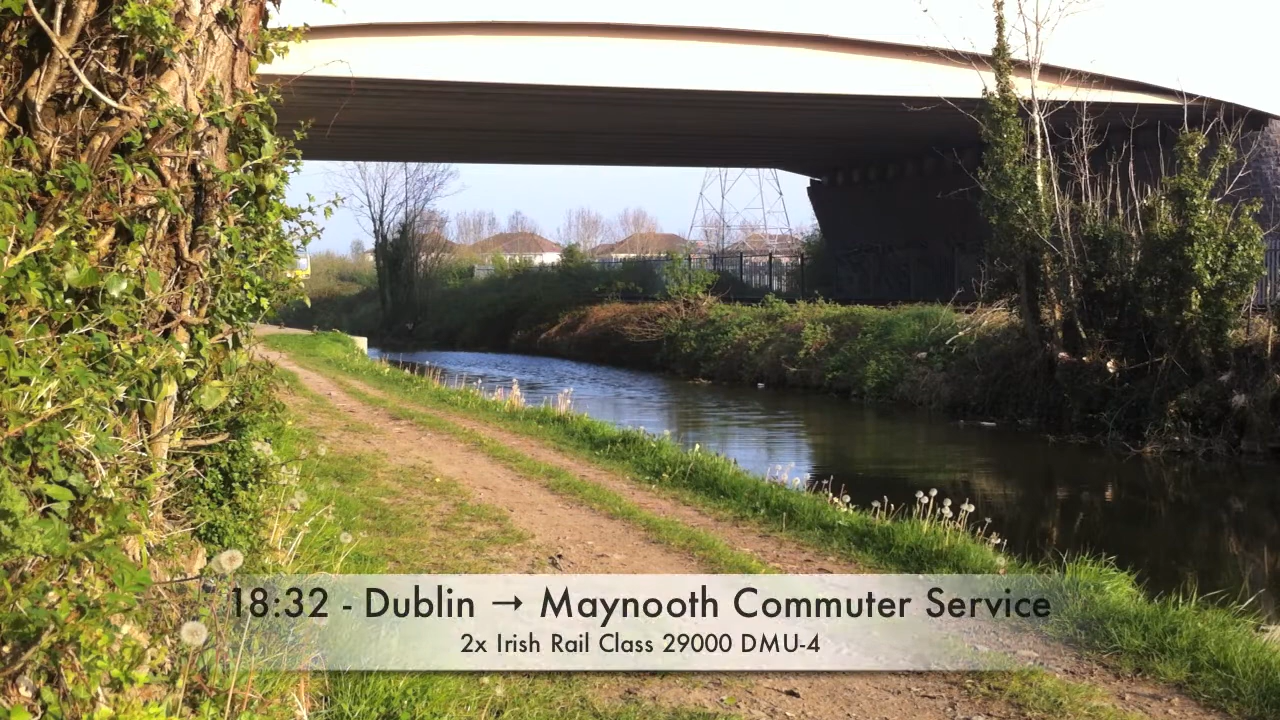 18:32 - Dublin → Maynooth Commuter Service
2x Irish Rail Class 29000 DMU-4